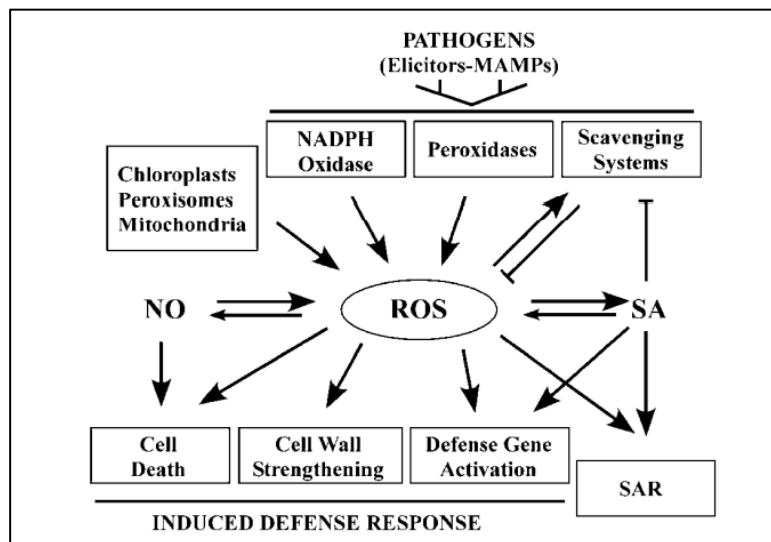 PATHOGENS
(Elicitors-MAMPs)
NADPH
Oxidase
Peroxidases
Scavenging
Systems
Chloroplasts
Peroxisomes
Mitochondria
NO
ROS
SA
Cell
Death
Cell Wall
Strengthening
Defense Gene
Activation
SAR
INDUCED DEFENSE RESPONSE